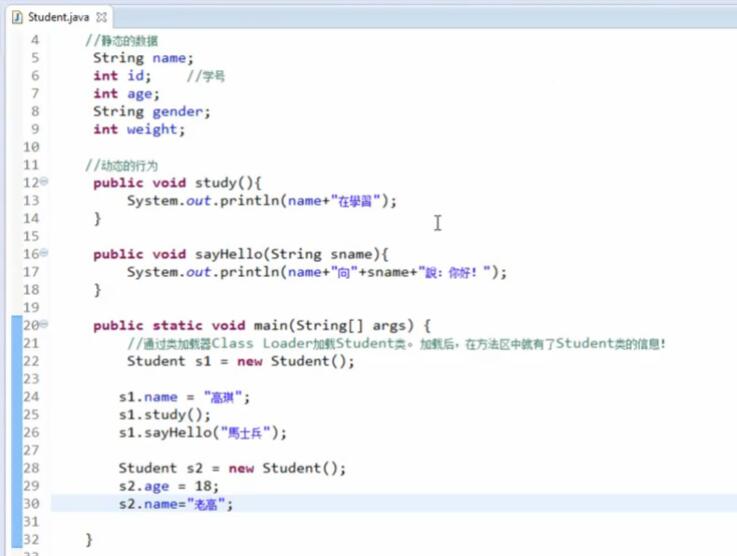 Student.java
4 //静态的数据
5 String name;
6 int id; //学号
7 int age;
8 String gender;
9 int weight;
10
11 //动态的行为
12 public void study(){
13 System.out.println(name+"在學習");
14 }
15
16 public void sayHello(String sname){
17 System.out.println(name+"向"+sname+"說：你好！");
18 }
19
20 public static void main(String[] args) {
21 //通过类加载器Class Loader加载Student类。加载后，在方法区中就有了Student类的信息！
22 Student s1 = new Student();
23
24 s1.name = "高琪";
25 s1.study();
26 s1.sayHello("馬士兵");
27
28 Student s2 = new Student();
29 s2.age = 18;
30 s2.name="老高";
31
32 }